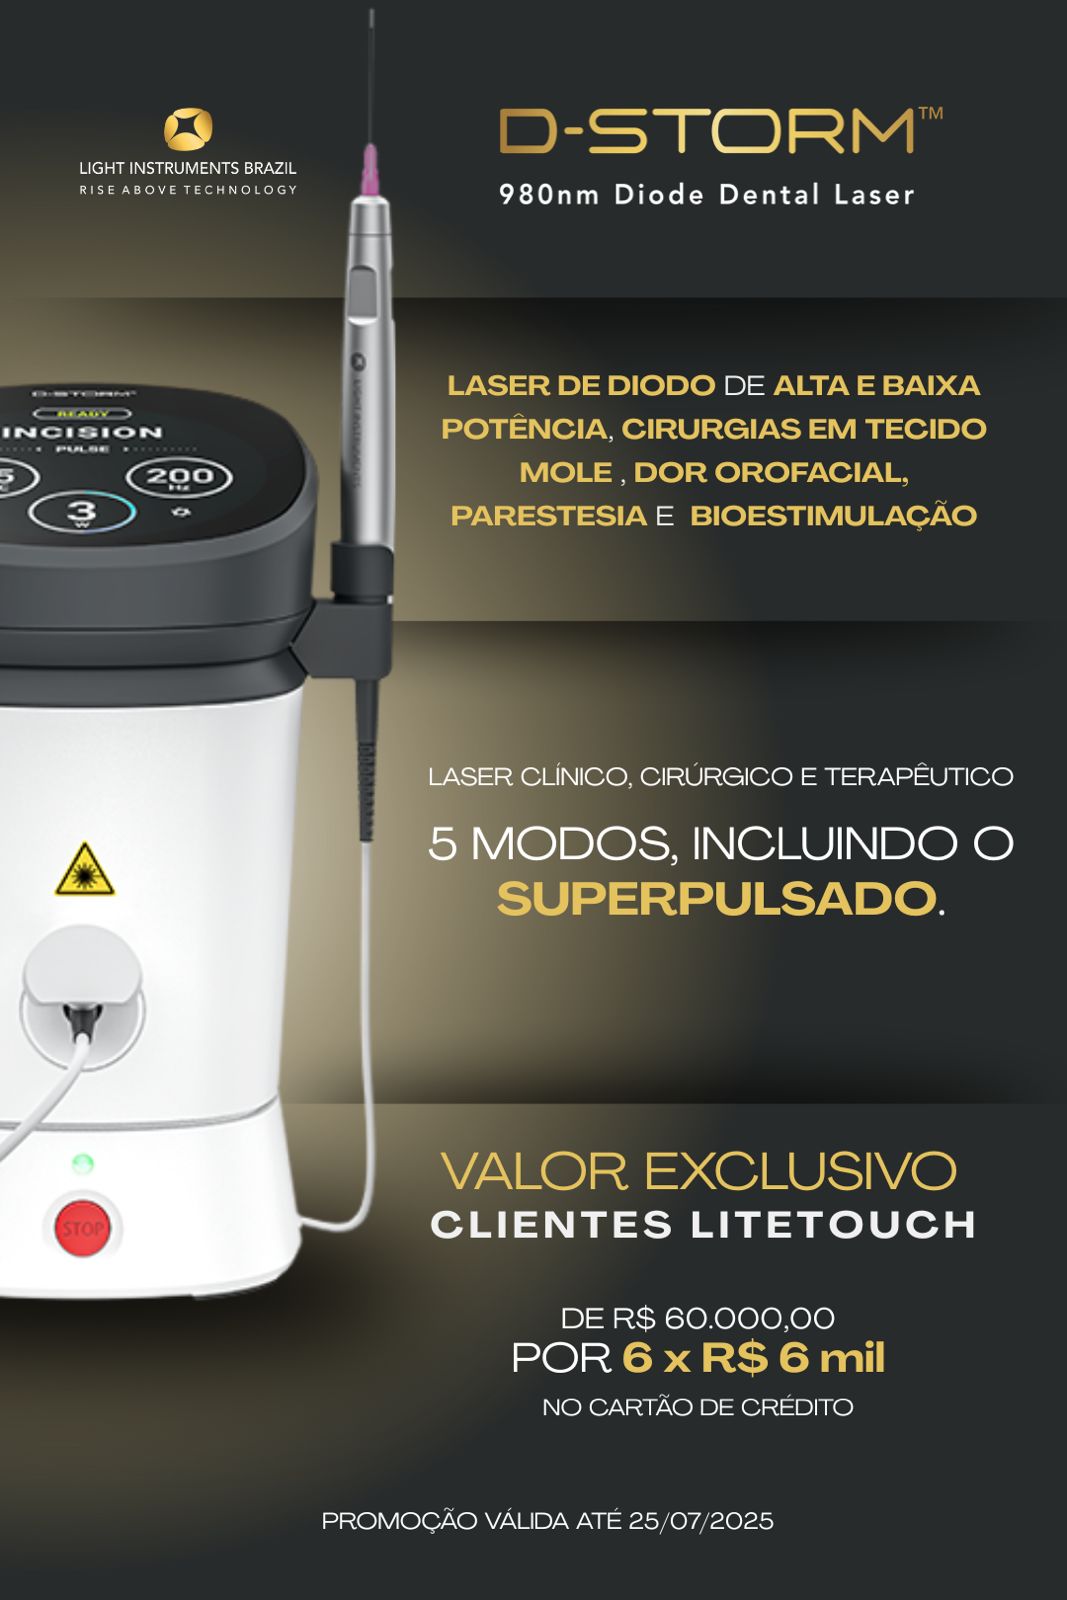 LIGHT INSTRUMENTS BRAZIL
RISE ABOVE TECHNOLOGY
D-STORM™
980nm Diode Dental Laser
LASER DE DIODO DE ALTA E BAIXA
POTÊNCIA, CIRURGIAS EM TECIDO
MOLE , DOR OROFACIAL,
PARESTESIA E BIOESTIMULAÇÃO
D-STORM™
READY
INCISION
PULSE
200
Hz
3
W
LASER CLÍNICO, CIRÚRGICO E TERAPÊUTICO
5 MODOS, INCLUINDO O
SUPERPULSADO.
STOP
VALOR EXCLUSIVO
CLIENTES LITETOUCH
DE R$ 60.000,00
POR 6 x R$ 6 mil
NO CARTÃO DE CRÉDITO
PROMOÇÃO VÁLIDA ATÉ 25/07/2025